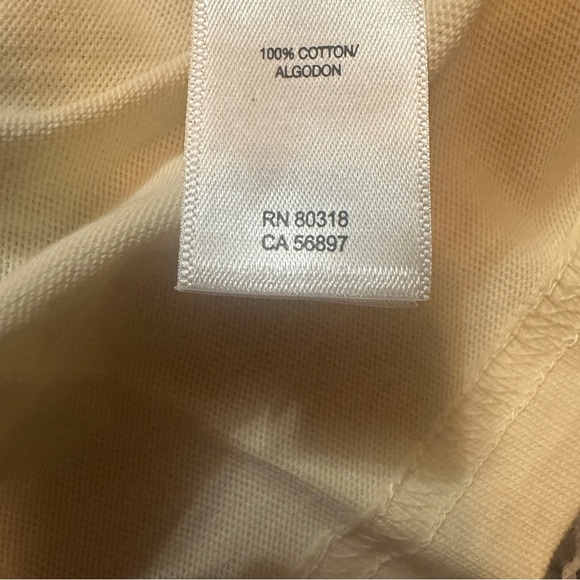 100% COTTON/
ALGODON
RN 80318
CA 56897